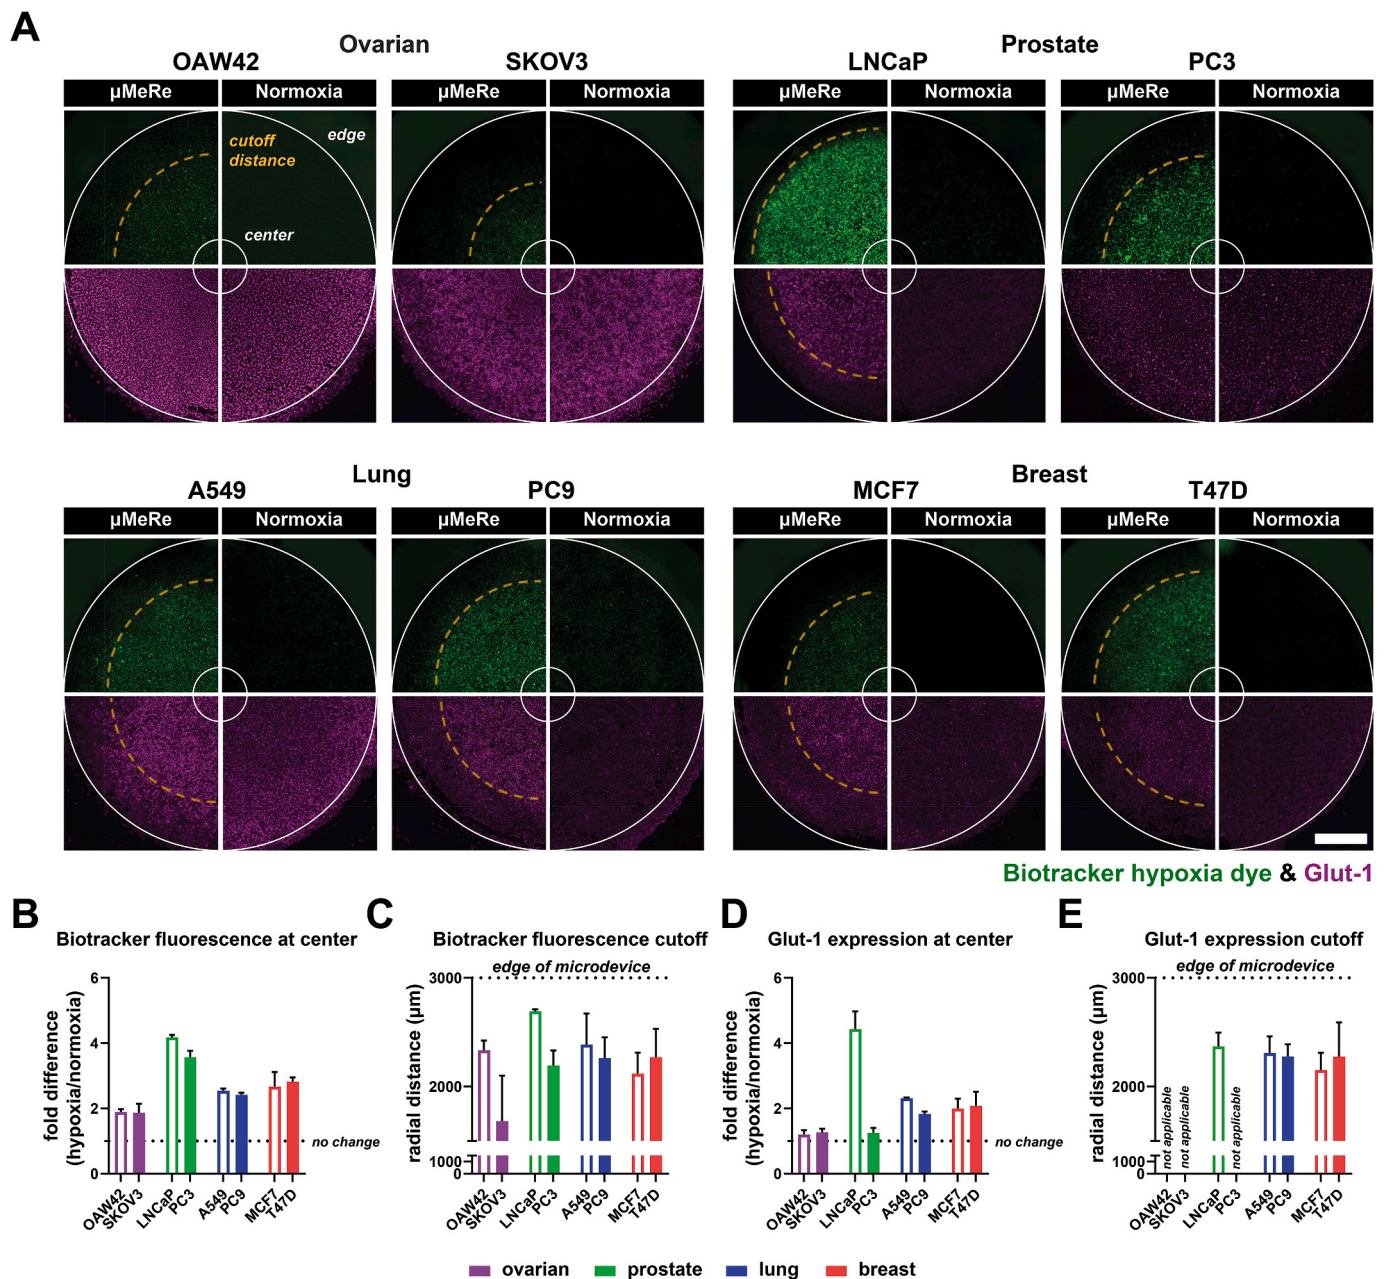 A
Ovarian
Prostate
OAW42
SKOV3
LNCaP
PC3
µMeRe
Normoxia
µMeRe
Normoxia
µMeRe
Normoxia
µMeRe
Normoxia
cutoff
distance
edge
center
Lung
Breast
A549
PC9
MCF7
T47D
µMeRe
Normoxia
µMeRe
Normoxia
µMeRe
Normoxia
µMeRe
Normoxia
Biotracker hypoxia dye & Glut-1
B
Biotracker fluorescence at center
fold difference
(hypoxia/normoxia)
6
4
2
0
no change
OAW42
SKOV3
LNCaP
PC3
A549
PC9
MCF7
T47D
C
Biotracker fluorescence cutoff
edge of microdevice
radial distance (µm)
3000
2000
1000
0
OAW42
SKOV3
LNCaP
PC3
A549
PC9
MCF7
T47D
D
Glut-1 expression at center
fold difference
(hypoxia/normoxia)
6
4
2
0
no change
OAW42
SKOV3
LNCaP
PC3
A549
PC9
MCF7
T47D
E
Glut-1 expression cutoff
edge of microdevice
radial distance (µm)
3000
2000
1000
0
not applicable
not applicable
not applicable
OAW42
SKOV3
LNCaP
PC3
A549
PC9
MCF7
T47D
ovarian
prostate
lung
breast